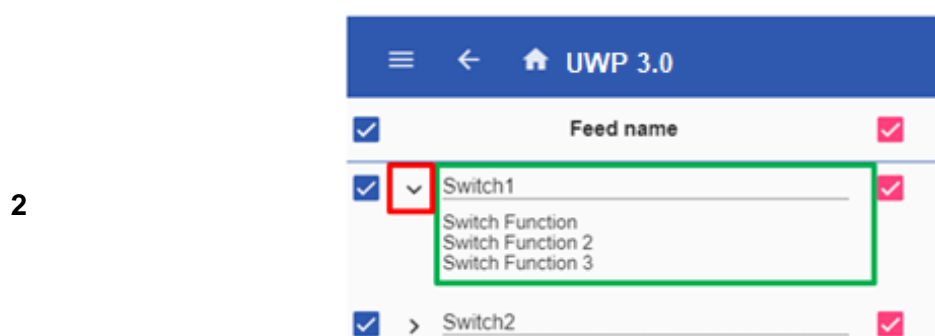 UWP 3.0
Feed name
2
Switch1
Switch Function
Switch Function 2
Switch Function 3
Switch2